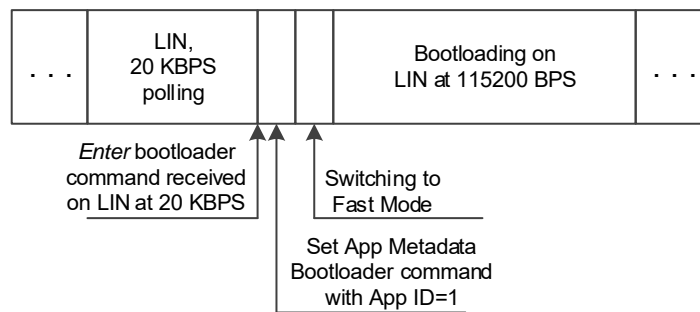 . . .
LIN,
20 KBPS
polling
Bootloading on
LIN at 115200 BPS
. . .
Enter bootloader
command received
on LIN at 20 KBPS
Switching to
Fast Mode
Set App Metadata
Bootloader command
with App ID=1